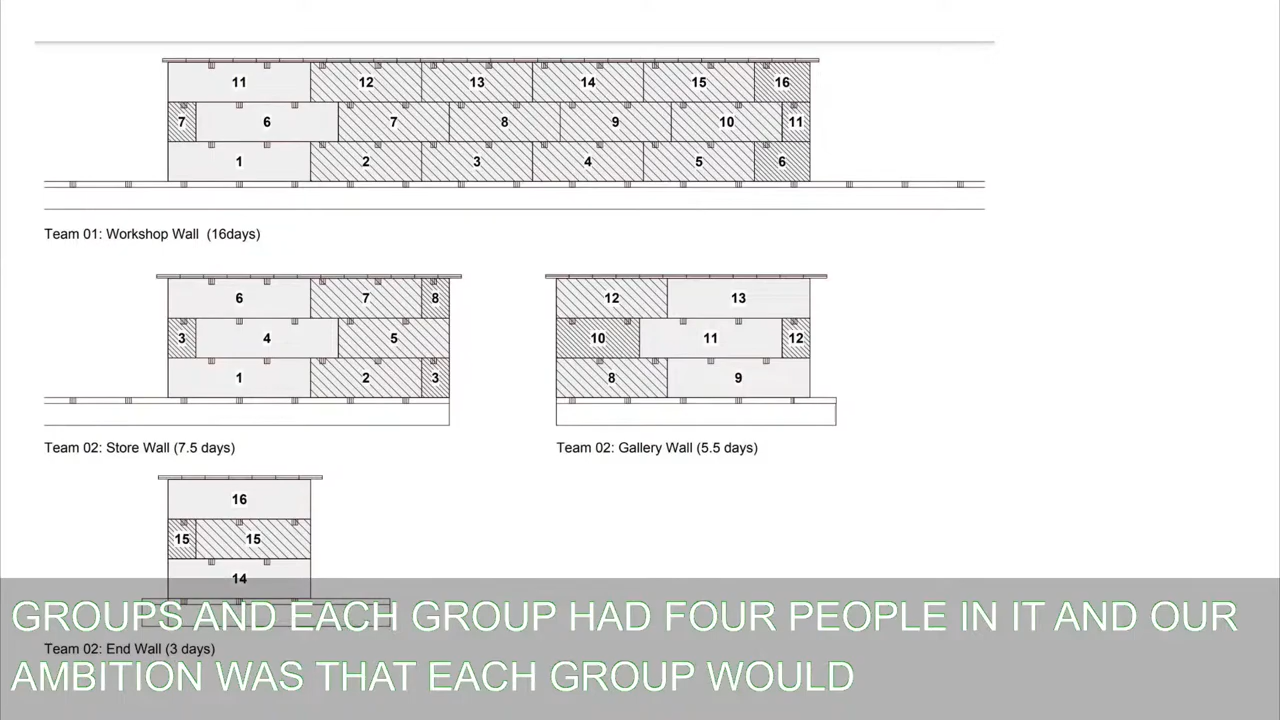 11 12 13 14 15 16
7 6 7 8 9 10 11
1 2 3 4 5 6
Team 01: Workshop Wall (16days)
6 7 8
3 4 5
1 2 3
Team 02: Store Wall (7.5 days)
12 13
10 11 12
8 9
Team 02: Gallery Wall (5.5 days)
16
15 15
14
Team 02: End Wall (3 days)
GROUPS AND EACH GROUP HAD FOUR PEOPLE IN IT AND OUR
AMBITION WAS THAT EACH GROUP WOULD